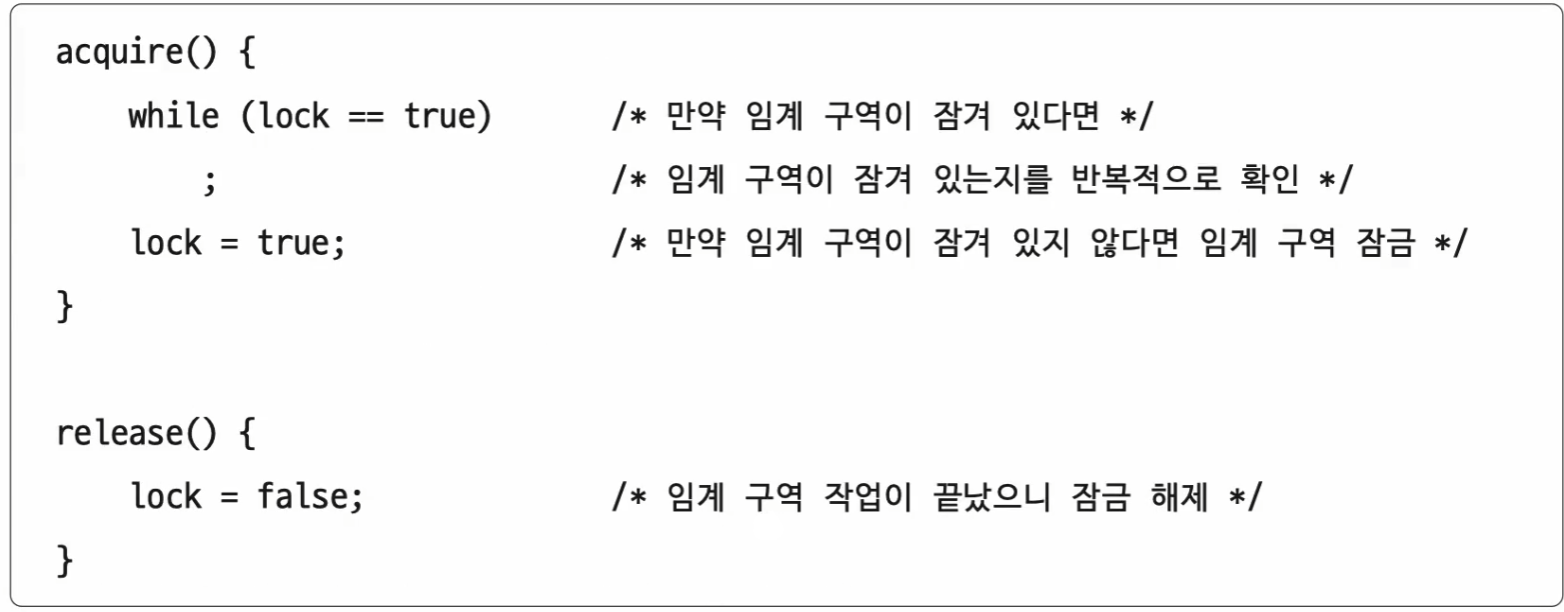 acquire() {
while (lock == true) /* 만약 임계 구역이 잠겨 있다면 */
; /* 임계 구역이 잠겨 있는지를 반복적으로 확인 */
lock = true; /* 만약 임계 구역이 잠겨 있지 않다면 임계 구역 잠금 */
}
release() {
lock = false; /* 임계 구역 작업이 끝났으니 잠금 해제 */
}